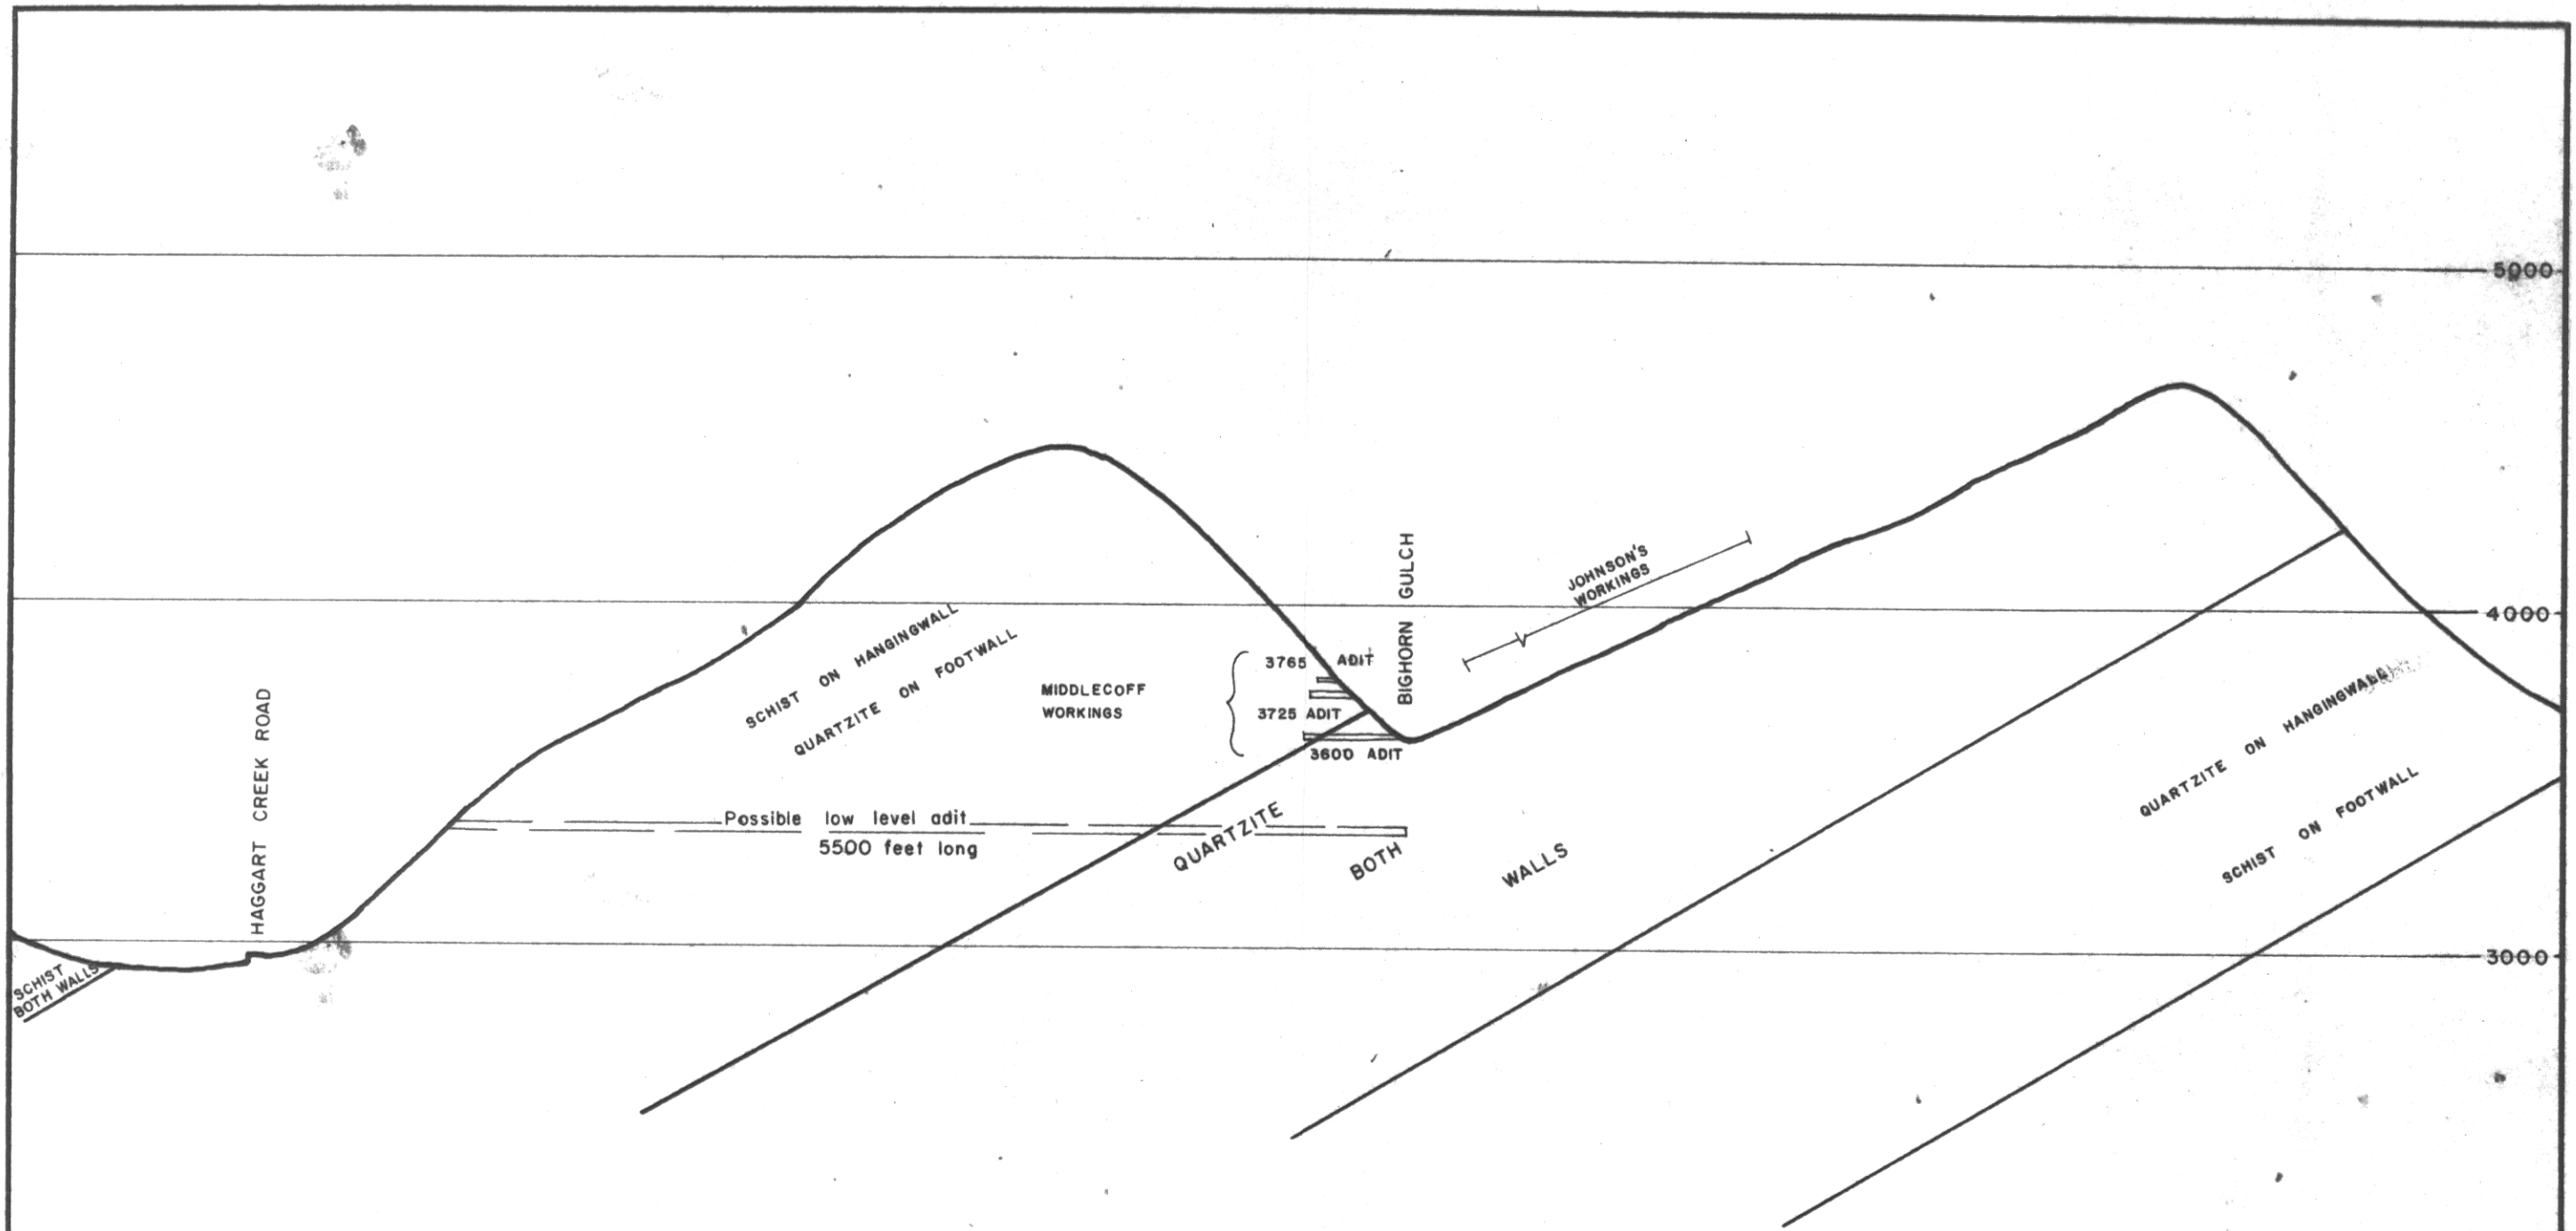 5000
JOHNSON'S
WORKINGS
BIGHORN GULCH
4000
SCHIST ON HANGINGWALL
QUARTZITE ON FOOTWALL
3765 ADIT
MIDDLECOFF
WORKINGS
3725 ADIT
3600 ADIT
HAGGART CREEK ROAD
QUARTZITE ON HANGINGWALL
SCHIST ON FOOTWALL
Possible low level adit
5500 feet long
QUARTZITE BOTH WALLS
3000
SCHIST
BOTH WALLS